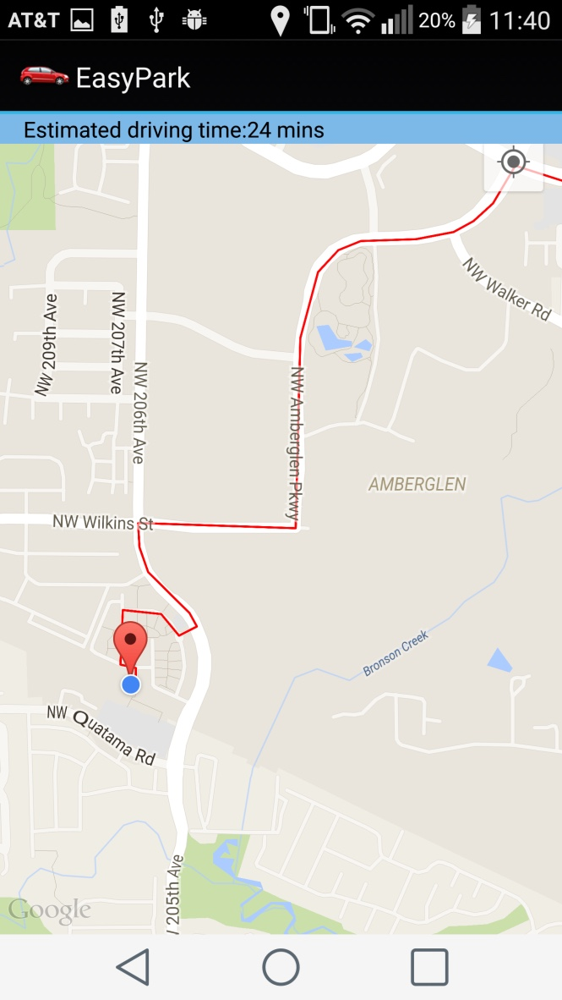 AT&T 20% 11:40
EasyPark
Estimated driving time:24 mins
NW Walker Rd
NW 209th Ave
NW 207th Ave
NW 206th Ave
NW Amberglen Pkwy
AMBERGLEN
NW Wilkins St
Bronson Creek
NW Quatama Rd
205th Ave
Google